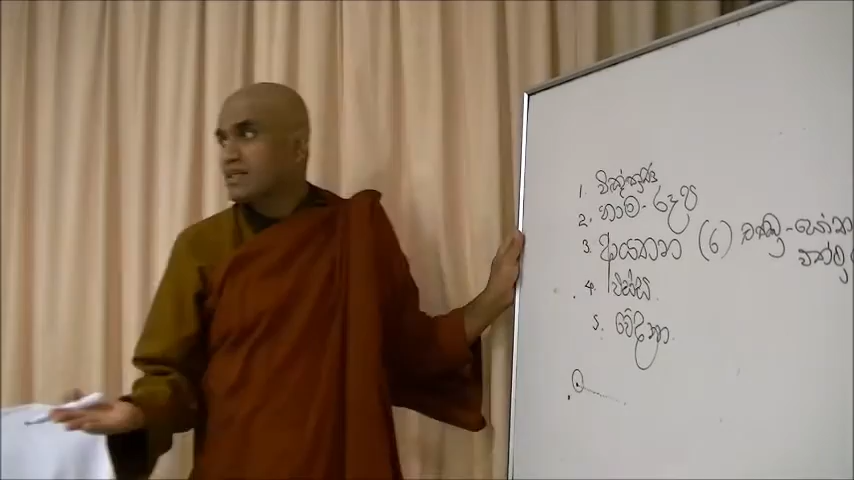 1. විඤ්ඤාණ
2. නාම-රූප
3. ආයතන (6) චක්ඛු-සෝත
4. ඵස්ස
5. වේදනා